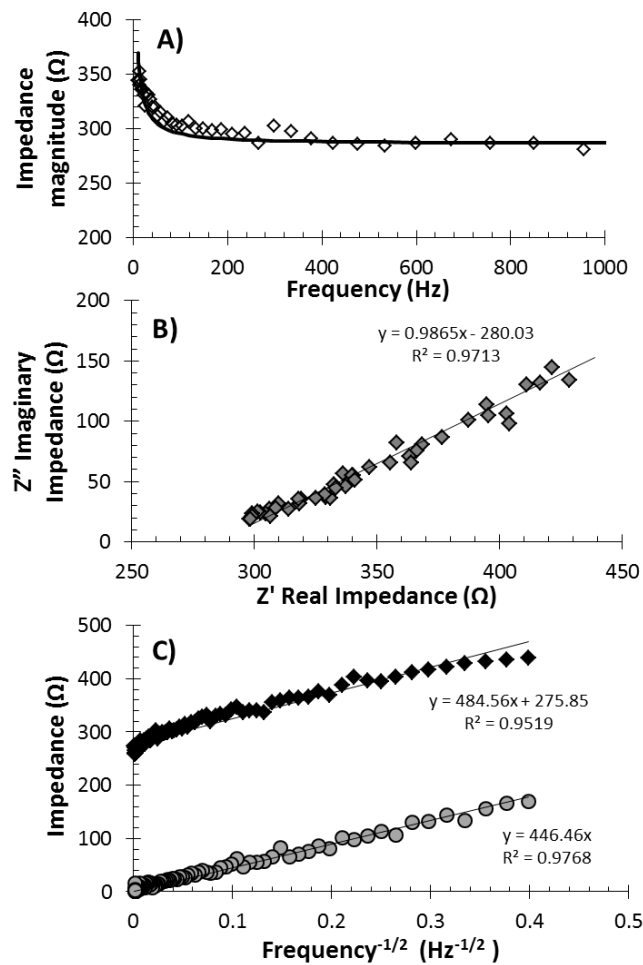 A)
Impedance
magnitude (Ω)
400
350
300
250
200
0 200 400 600 800 1000
Frequency (Hz)
B)
Z″ Imaginary
Impedance (Ω)
200
150
100
50
0
y = 0.9865x - 280.03
R² = 0.9713
250 300 350 400 450
Z' Real Impedance (Ω)
C)
Impedance (Ω)
500
400
300
200
100
0
y = 484.56x + 275.85
R² = 0.9519
y = 446.46x
R² = 0.9768
0 0.1 0.2 0.3 0.4 0.5
Frequency⁻¹/² (Hz⁻¹/² )